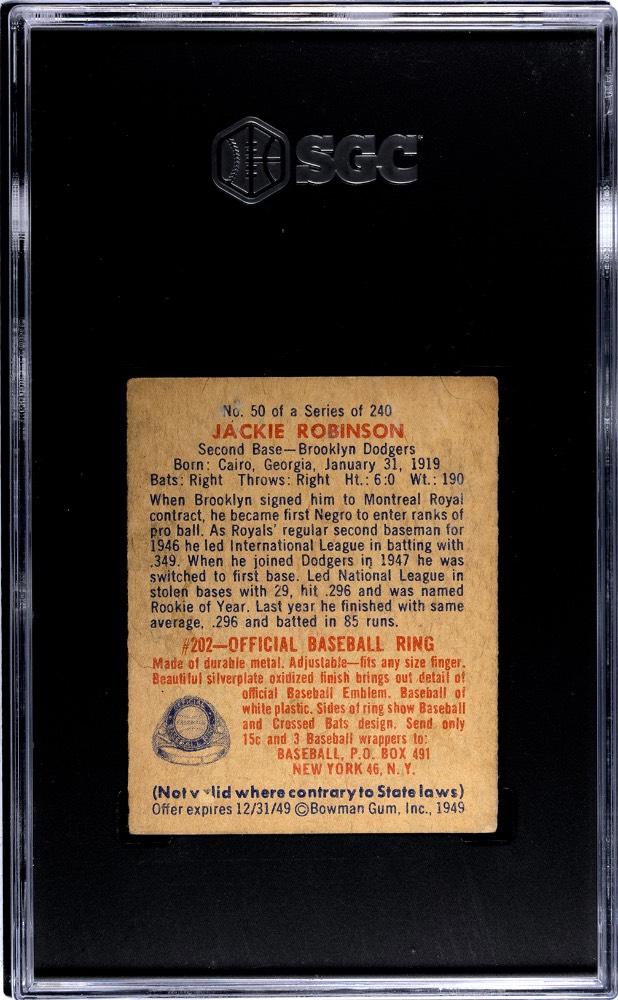 SGC
No. 50 of a Series of 240
JACKIE ROBINSON
Second Base—Brooklyn Dodgers
Born: Cairo, Georgia, January 31, 1919
Bats: Right Throws: Right Ht.: 6:0 Wt.: 190
When Brooklyn signed him to Montreal Royal
contract, he became first Negro to enter ranks of
pro ball. As Royals' regular second baseman for
1946 he led International League in batting with
.349. When he joined Dodgers in 1947 he was
switched to first base. Led National League in
stolen bases with 29, hit .296 and was named
Rookie of Year. Last year he finished with same
average, .296 and batted in 85 runs.
#202—OFFICIAL BASEBALL RING
Made of durable metal. Adjustable—fits any size finger.
Beautiful silverplate oxidized finish brings out detail of
official Baseball Emblem. Baseball of
white plastic. Sides of ring show Baseball
and Crossed Bats design. Send only
15c and 3 Baseball wrappers to:
BASEBALL, P.O. BOX 491
NEW YORK 46, N. Y.
OFFICIAL
BASEBALL
(Not v lid where contrary to State laws)
Offer expires 12/31/49 ©Bowman Gum, Inc., 1949